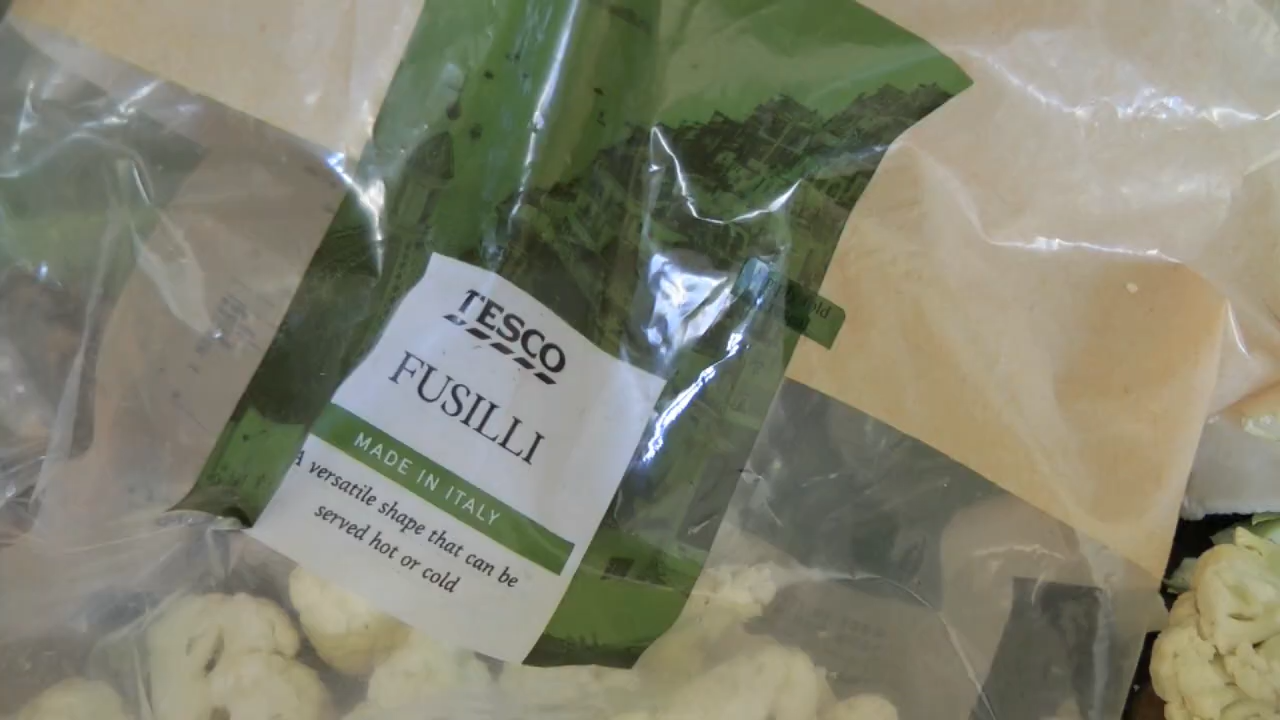 TESCO
FUSILLI
MADE IN ITALY
A versatile shape that can be
served hot or cold